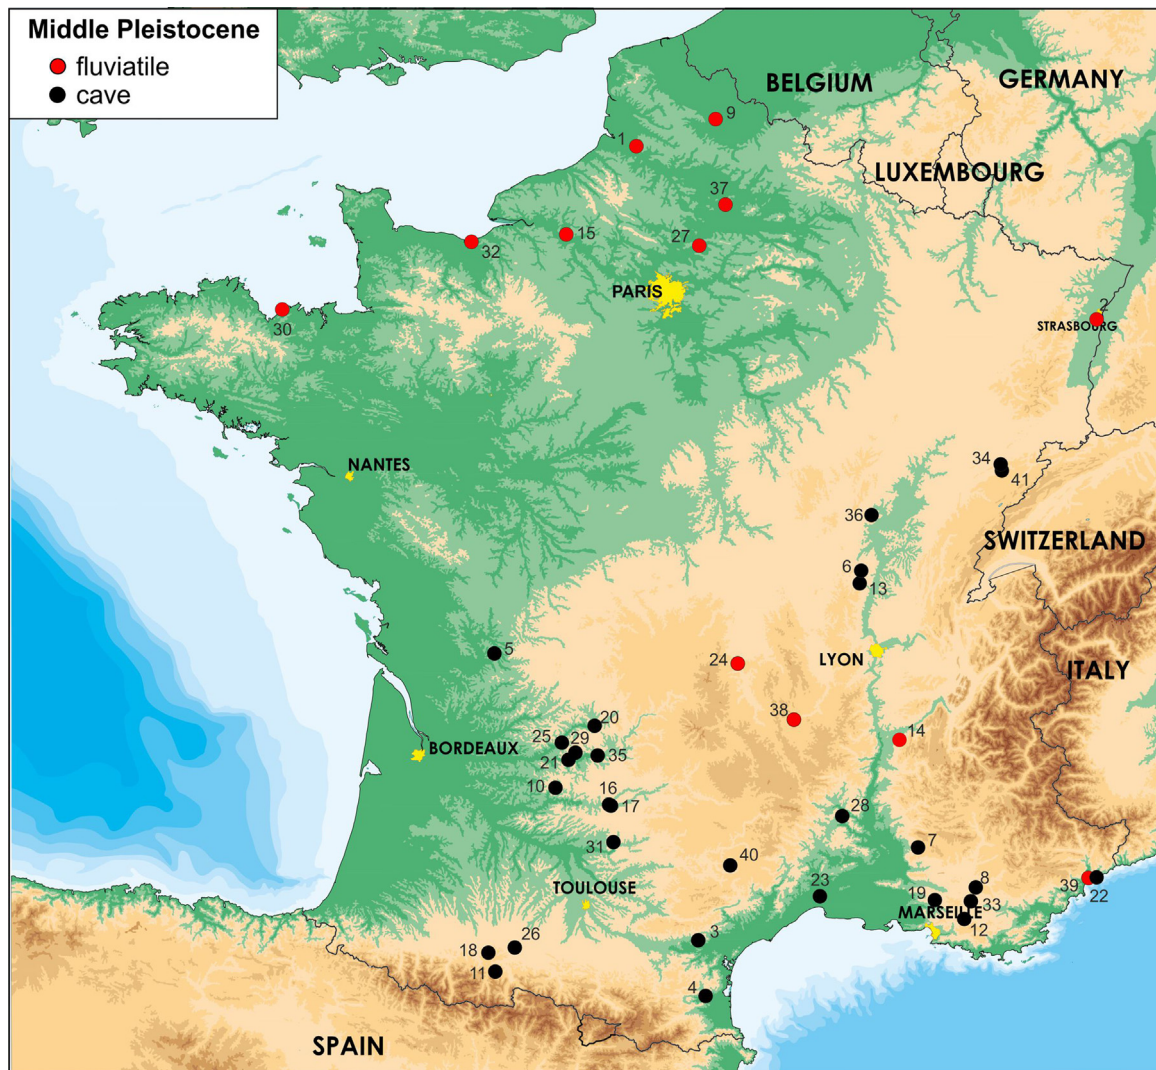 Middle Pleistocene
fluviatile
cave
BELGIUM
GERMANY
9
1
LUXEMBOURG
37
15
27
32
PARIS
2
STRASBOURG
30
34
NANTES
41
36
SWITZERLAND
6
13
5
24
LYON
ITALY
20
38
25
29
14
BORDEAUX
21
35
10
16
17
28
31
7
40
8
39
TOULOUSE
23
19
33
22
MARSEILLE
12
3
26
18
11
4
SPAIN